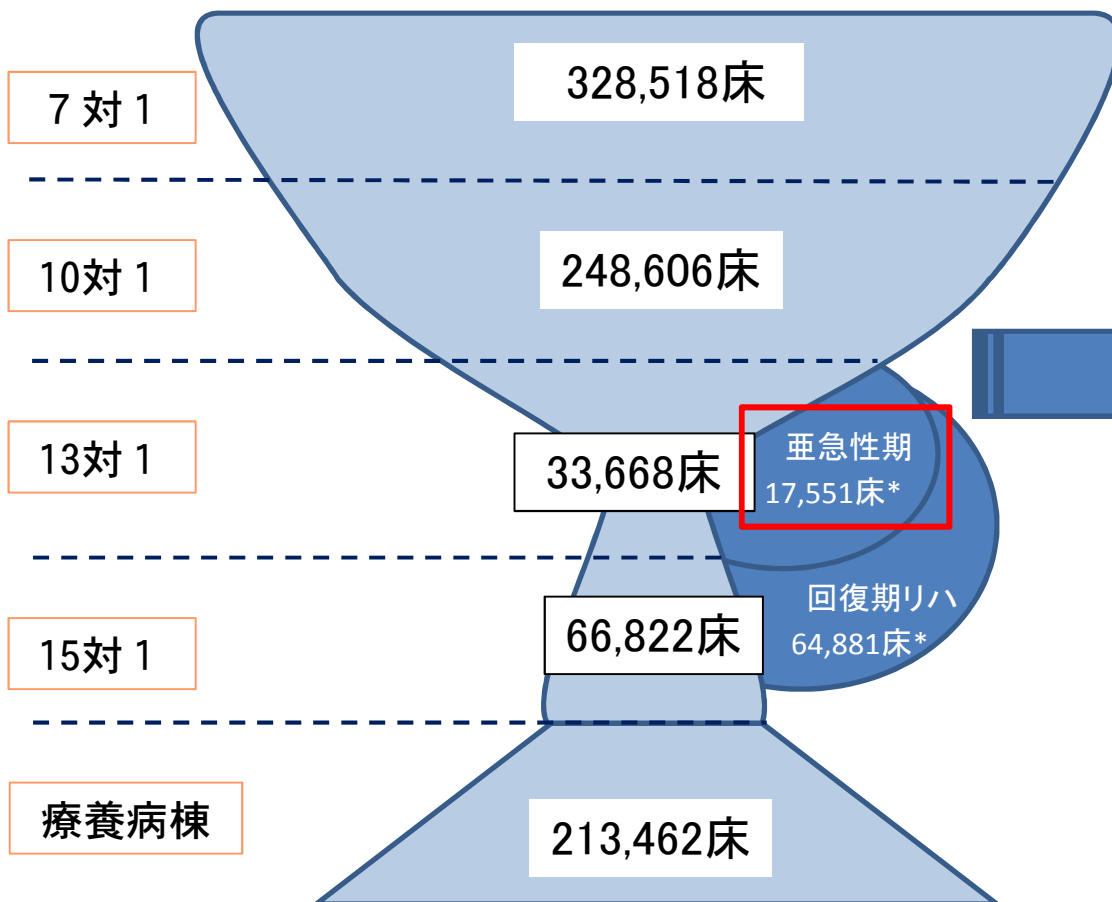 7対1
328,518床
10対1
248,606床
13対1
33,668床
亜急性期
17,551床*
15対1
66,822床
回復期リハ
64,881床*
療養病棟
213,462床